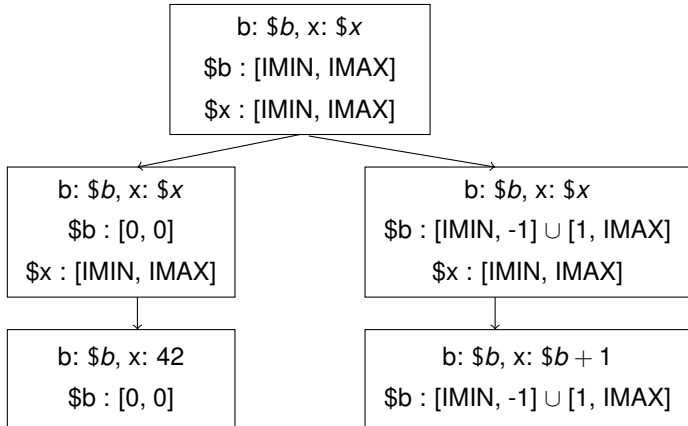 b: $b, x: $x
$b : [IMIN, IMAX]
$x : [IMIN, IMAX]
b: $b, x: $x
$b : [0, 0]
$x : [IMIN, IMAX]
b: $b, x: $x
$b : [IMIN, -1] ∪ [1, IMAX]
$x : [IMIN, IMAX]
b: $b, x: 42
$b : [0, 0]
b: $b, x: $b + 1
$b : [IMIN, -1] ∪ [1, IMAX]